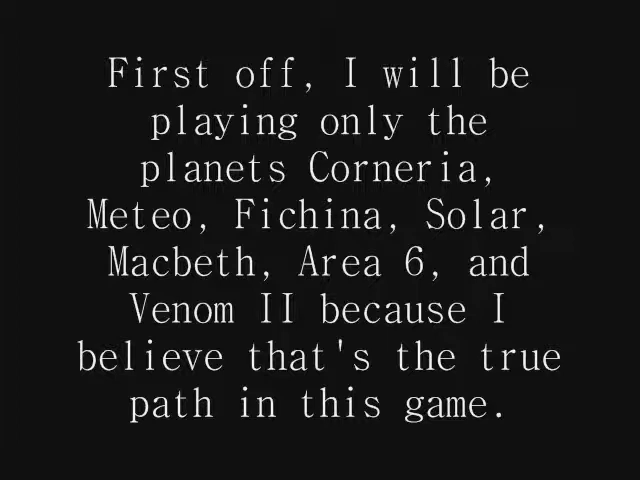 First off, I will be
playing only the
planets Corneria,
Meteo, Fichina, Solar,
Macbeth, Area 6, and
Venom II because I
believe that's the true
path in this game.